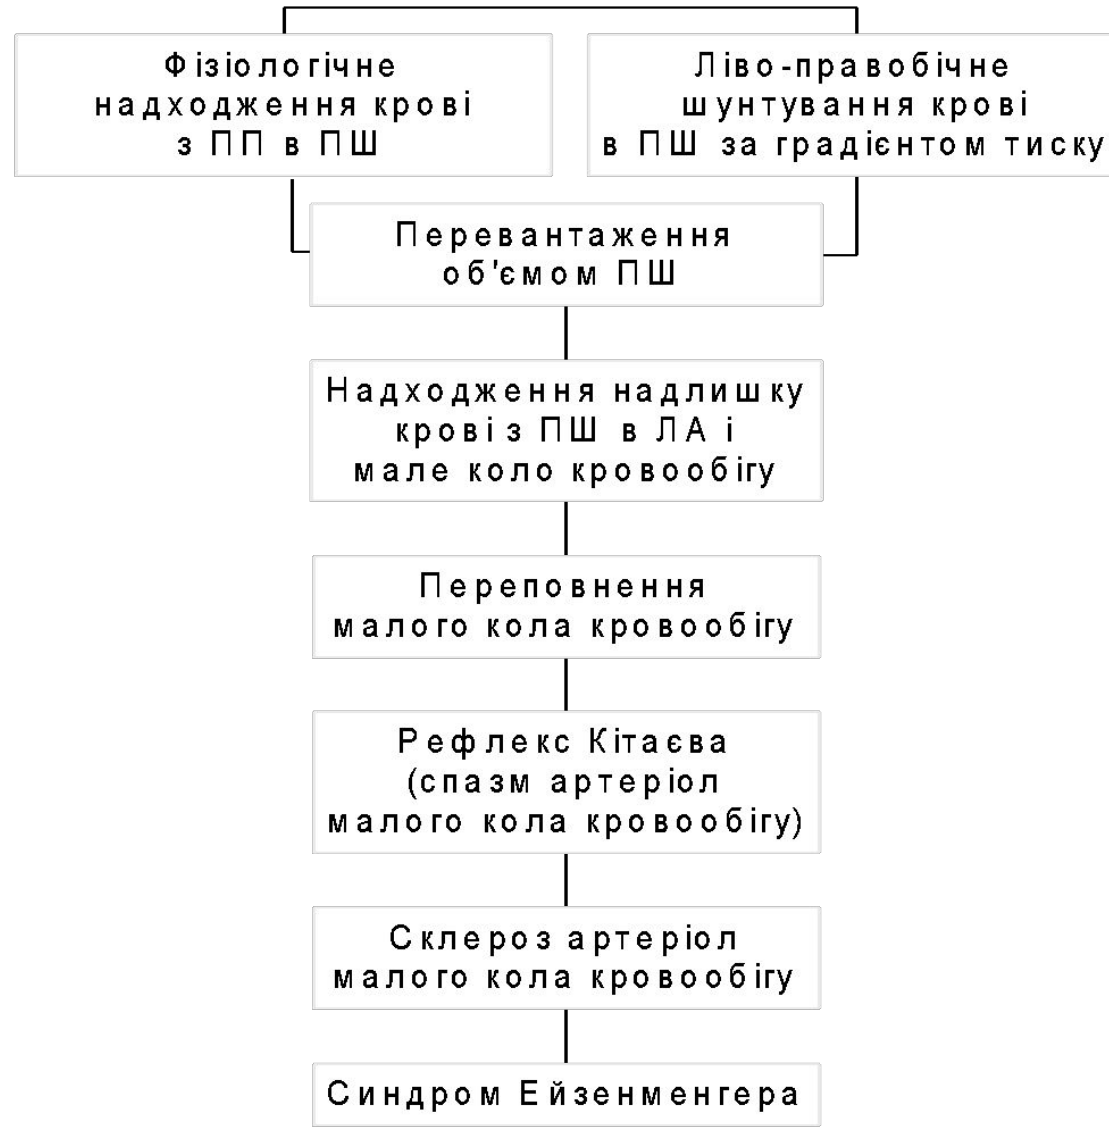 Фізіологічне
надходження крові
з ПП в ПШ
Ліво-правобічне
шунтування крові
в ПШ за градієнтом тиску
Перевантаження
об'ємом ПШ
Надходження надлишку
крові з ПШ в ЛА і
мале коло кровообігу
Переповнення
малого кола кровообігу
Рефлекс Кітаєва
(спазм артеріол
малого кола кровообігу)
Склероз артеріол
малого кола кровообігу
Синдром Ейзенменгера